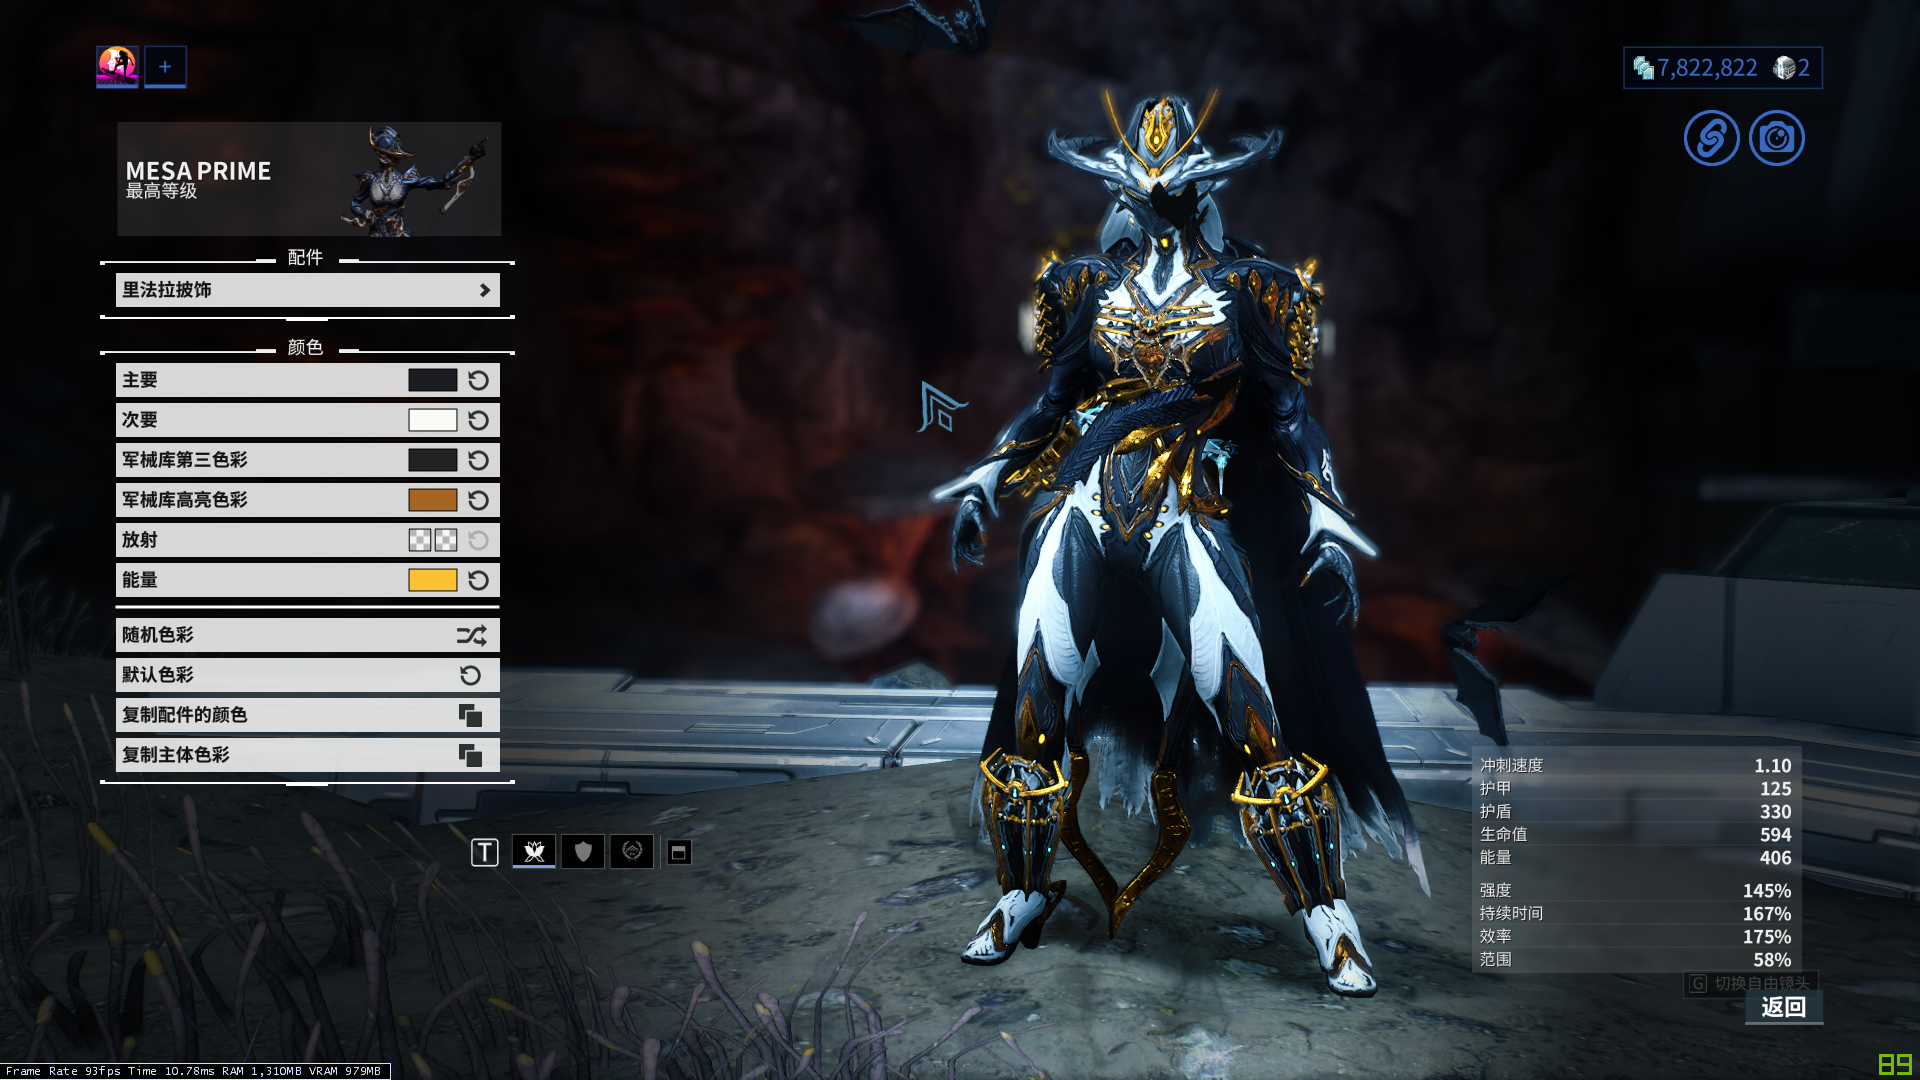 +
7,822,822 2
MESA PRIME
最高等级
配件
里法拉披饰
颜色
主要
次要
军械库第三色彩
军械库高亮色彩
放射
能量
随机色彩
默认色彩
复制配件的颜色
复制主体色彩
T
冲刺速度 1.10
护甲 125
护盾 330
生命值 594
能量 406
强度 145%
持续时间 167%
效率 175%
范围 58%
G 切换自由镜头
返回
Frame Rate 93fps Time 10.78ms RAM 1,310MB VRAM 979MB
89